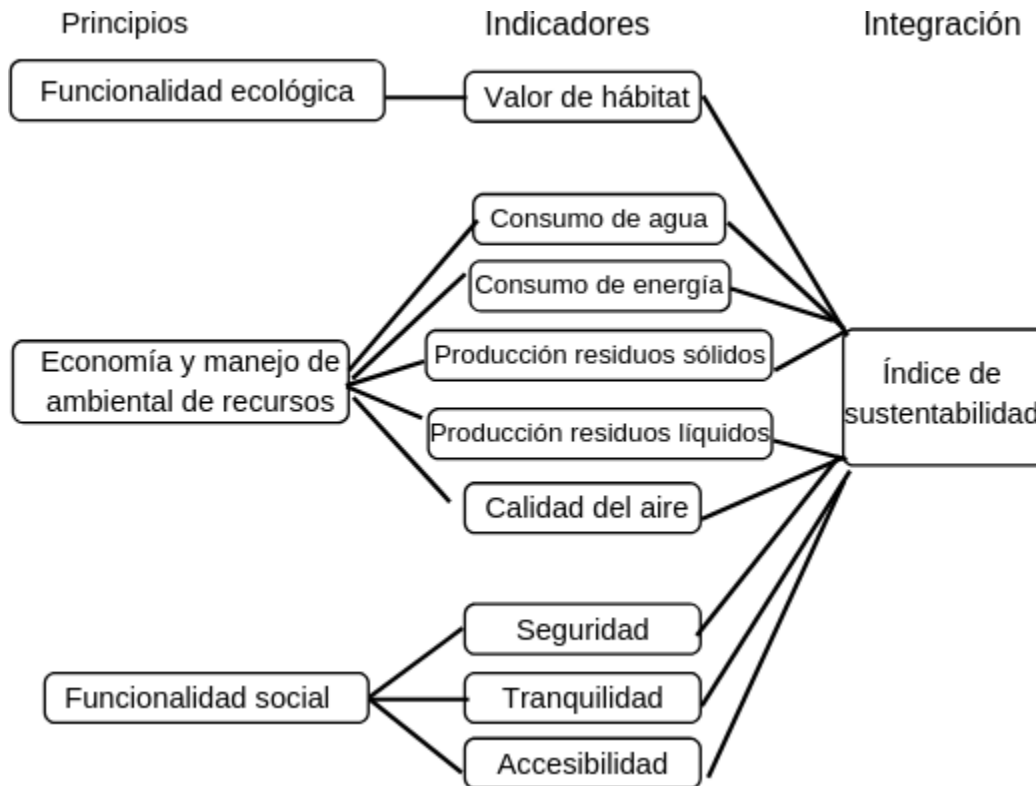 Principios
Indicadores
Integración
Funcionalidad ecológica
Valor de hábitat
Consumo de agua
Consumo de energía
Economía y manejo de
ambiental de recursos
Producción residuos sólidos
Producción residuos líquidos
Calidad del aire
Índice de
sustentabilidad
Funcionalidad social
Seguridad
Tranquilidad
Accesibilidad